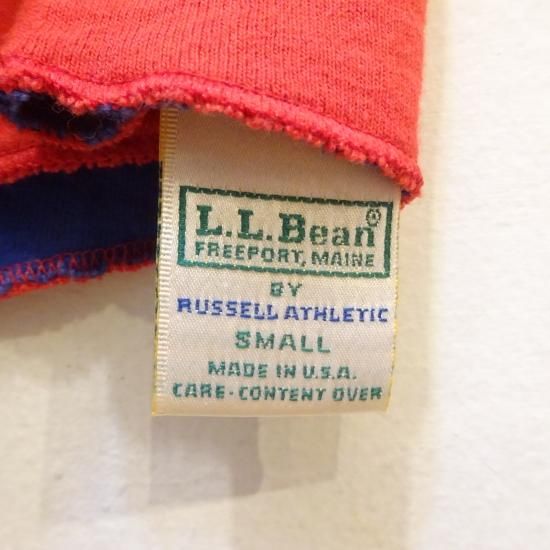 L.L.Bean®
FREEPORT, MAINE
BY
RUSSELL ATHLETIC
SMALL
MADE IN U.S.A.
CARE-CONTENT OVER